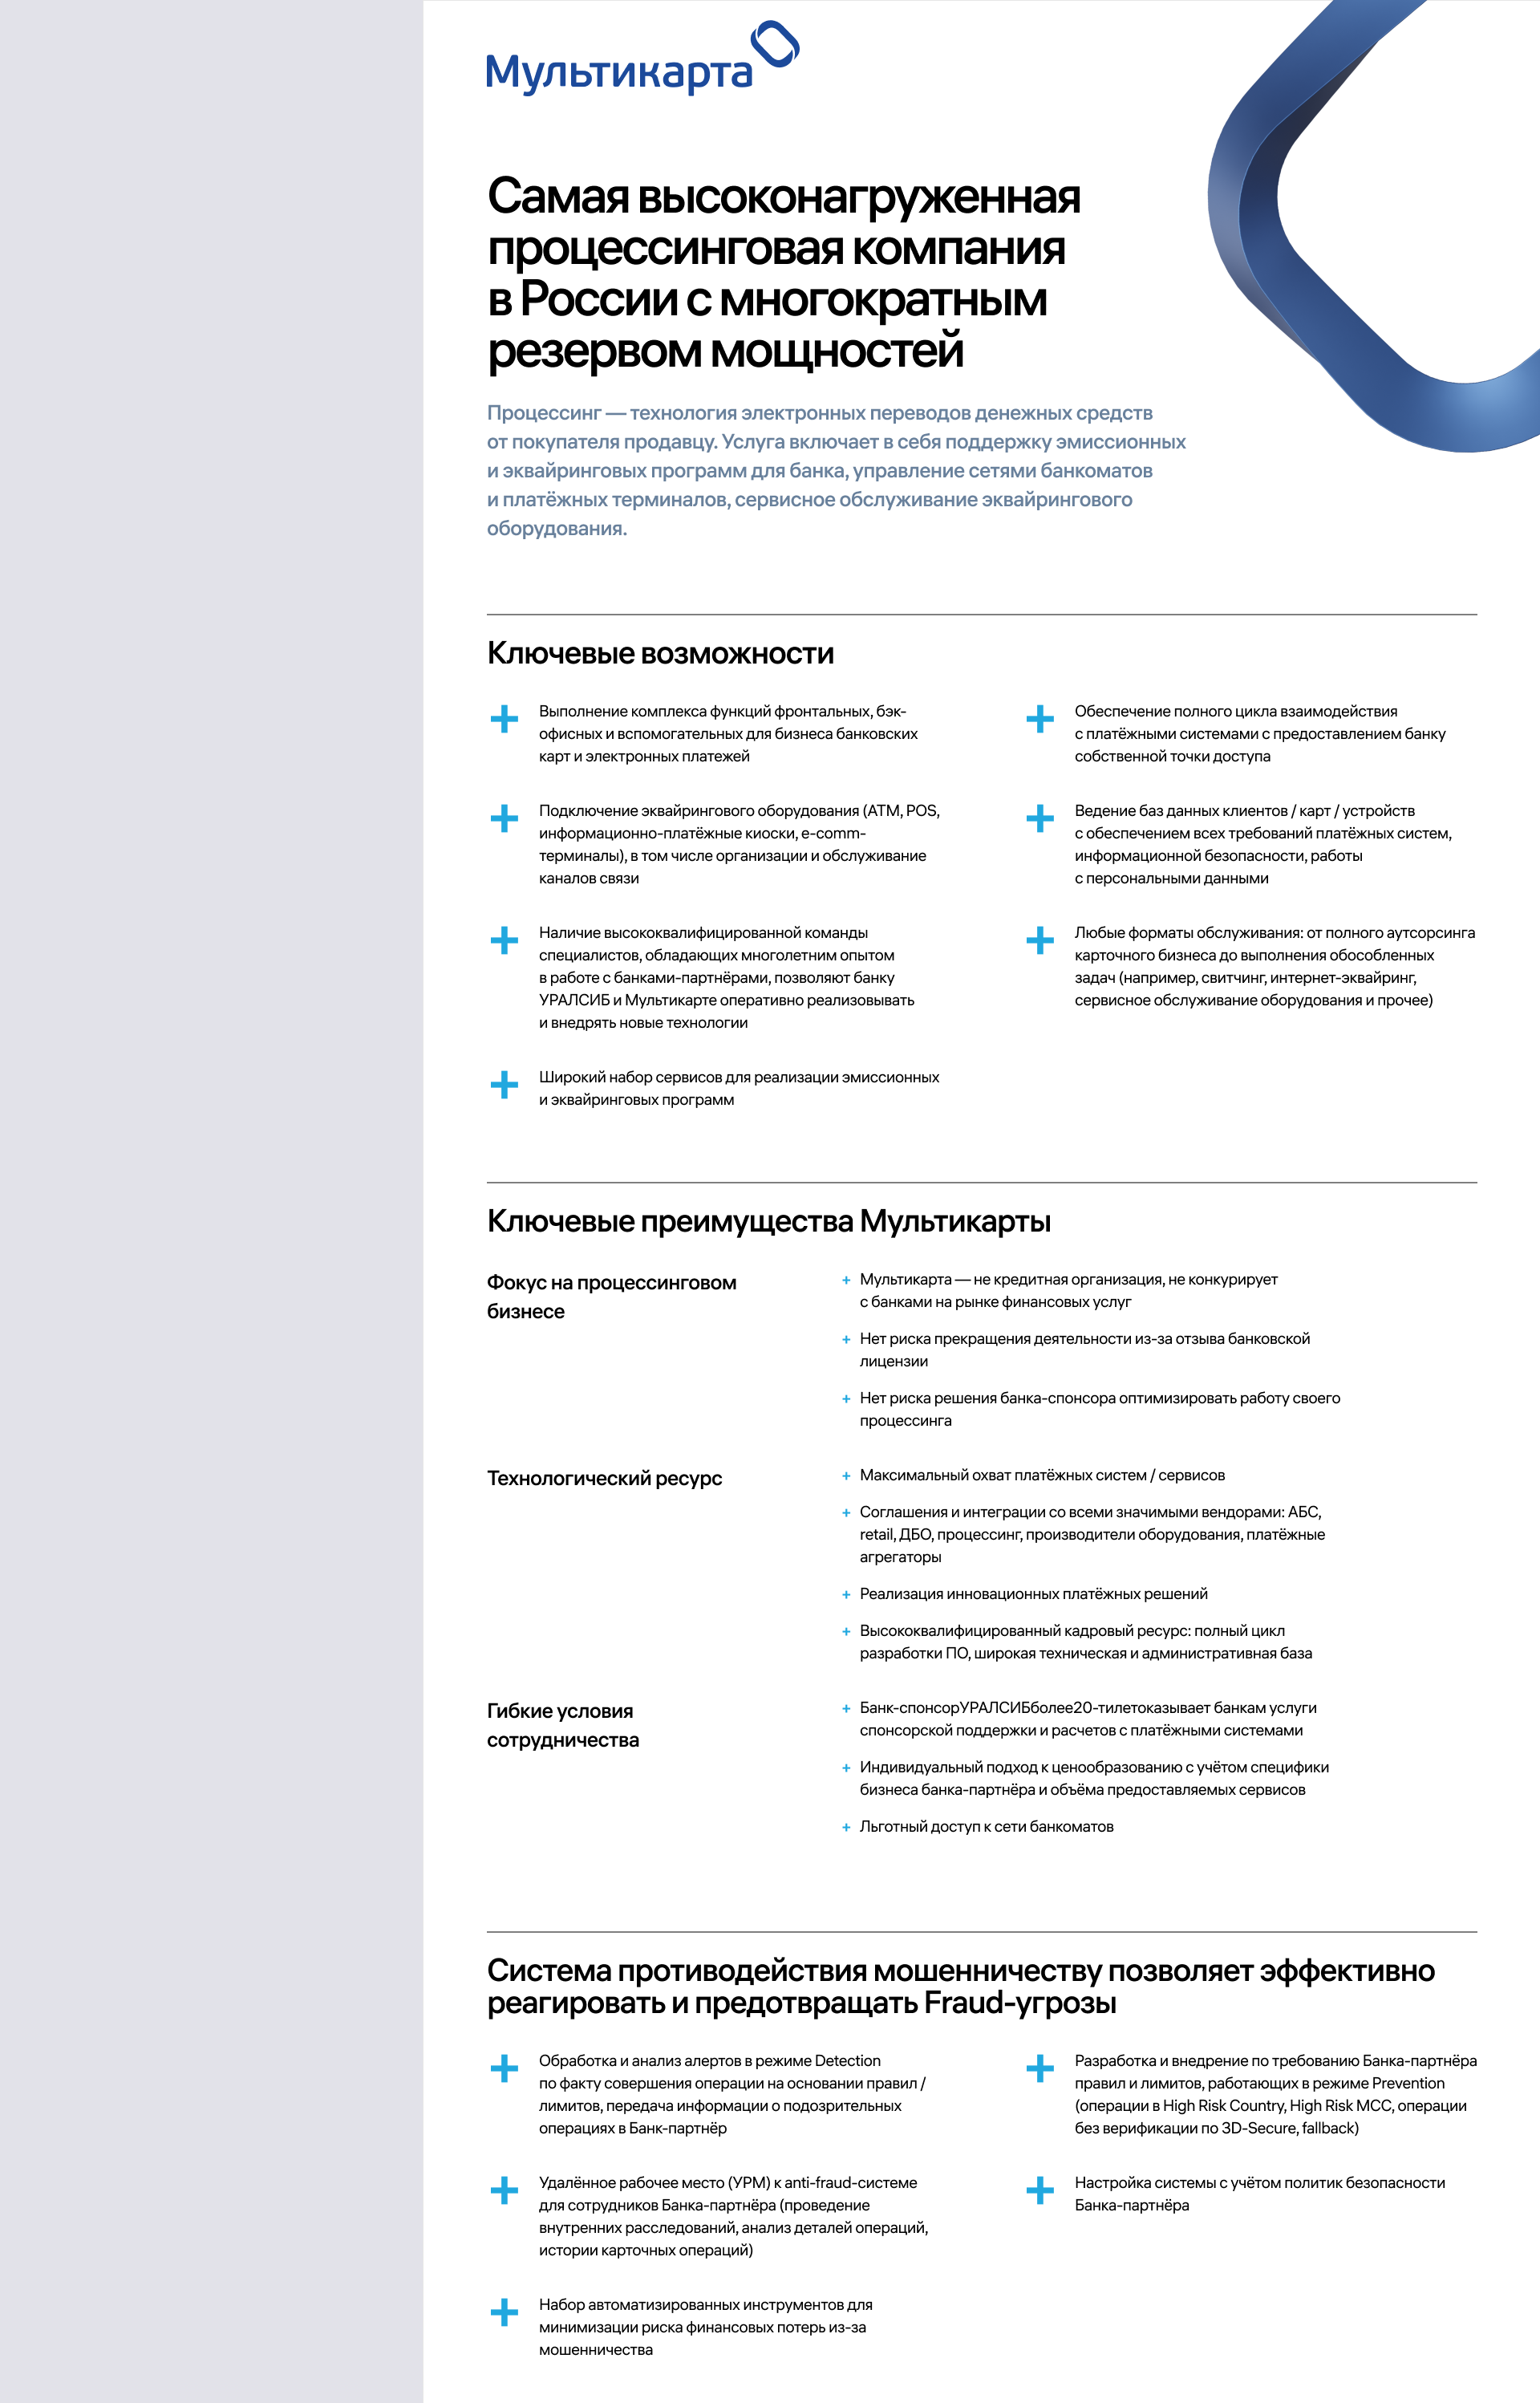 Мультикарта
Самая высоконагруженная
процессинговая компания
в России с многократным
резервом мощностей
Процессинг — технология электронных переводов денежных средств
от покупателя продавцу. Услуга включает в себя поддержку эмиссионных
и эквайринговых программ для банка, управление сетями банкоматов
и платёжных терминалов, сервисное обслуживание эквайрингового
оборудования.
Ключевые возможности
Выполнение комплекса функций фронтальных, бэк-
офисных и вспомогательных для бизнеса банковских
карт и электронных платежей
Обеспечение полного цикла взаимодействия
с платёжными системами с предоставлением банку
собственной точки доступа
Подключение эквайрингового оборудования (ATM, POS,
информационно-платёжные киоски, e-comm-
терминалы), в том числе организации и обслуживание
каналов связи
Ведение баз данных клиентов / карт / устройств
с обеспечением всех требований платёжных систем,
информационной безопасности, работы
с персональными данными
Наличие высококвалифицированной команды
специалистов, обладающих многолетним опытом
в работе с банками-партнёрами, позволяют банку
УРАЛСИБ и Мультикарте оперативно реализовывать
и внедрять новые технологии
Любые форматы обслуживания: от полного аутсорсинга
карточного бизнеса до выполнения обособленных
задач (например, свитчинг, интернет-эквайринг,
сервисное обслуживание оборудования и прочее)
Широкий набор сервисов для реализации эмиссионных
и эквайринговых программ
Ключевые преимущества Мультикарты
Фокус на процессинговом
бизнесе
+ Мультикарта — не кредитная организация, не конкурирует
с банками на рынке финансовых услуг
+ Нет риска прекращения деятельности из-за отзыва банковской
лицензии
+ Нет риска решения банка-спонсора оптимизировать работу своего
процессинга
Технологический ресурс
+ Максимальный охват платёжных систем / сервисов
+ Соглашения и интеграции со всеми значимыми вендорами: АБС,
retail, ДБО, процессинг, производители оборудования, платёжные
агрегаторы
+ Реализация инновационных платёжных решений
+ Высококвалифицированный кадровый ресурс: полный цикл
разработки ПО, широкая техническая и административная база
Гибкие условия
сотрудничества
+ Банк-спонсорУРАЛСИБболее20-тилетоказывает банкам услуги
спонсорской поддержки и расчетов с платёжными системами
+ Индивидуальный подход к ценообразованию с учётом специфики
бизнеса банка-партнёра и объёма предоставляемых сервисов
+ Льготный доступ к сети банкоматов
Система противодействия мошенничеству позволяет эффективно
реагировать и предотвращать Fraud-угрозы
Обработка и анализ алертов в режиме Detection
по факту совершения операции на основании правил /
лимитов, передача информации о подозрительных
операциях в Банк-партнёр
Разработка и внедрение по требованию Банка-партнёра
правил и лимитов, работающих в режиме Prevention
(операции в High Risk Country, High Risk MCC, операции
без верификации по 3D-Secure, fallback)
Удалённое рабочее место (УРМ) к anti-fraud-системе
для сотрудников Банка-партнёра (проведение
внутренних расследований, анализ деталей операций,
истории карточных операций)
Настройка системы с учётом политик безопасности
Банка-партнёра
Набор автоматизированных инструментов для
минимизации риска финансовых потерь из-за
мошенничества